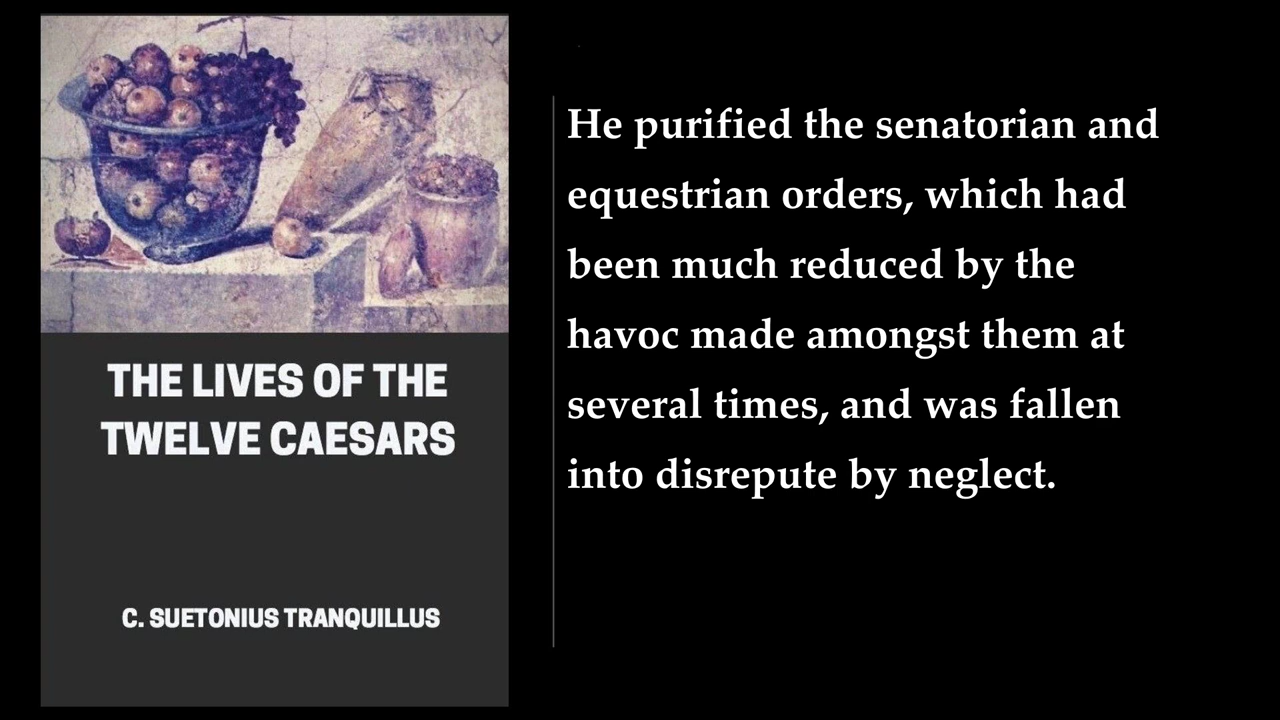 THE LIVES OF THE
TWELVE CAESARS
C. SUETONIUS TRANQUILLUS
He purified the senatorian and
equestrian orders, which had
been much reduced by the
havoc made amongst them at
several times, and was fallen
into disrepute by neglect.